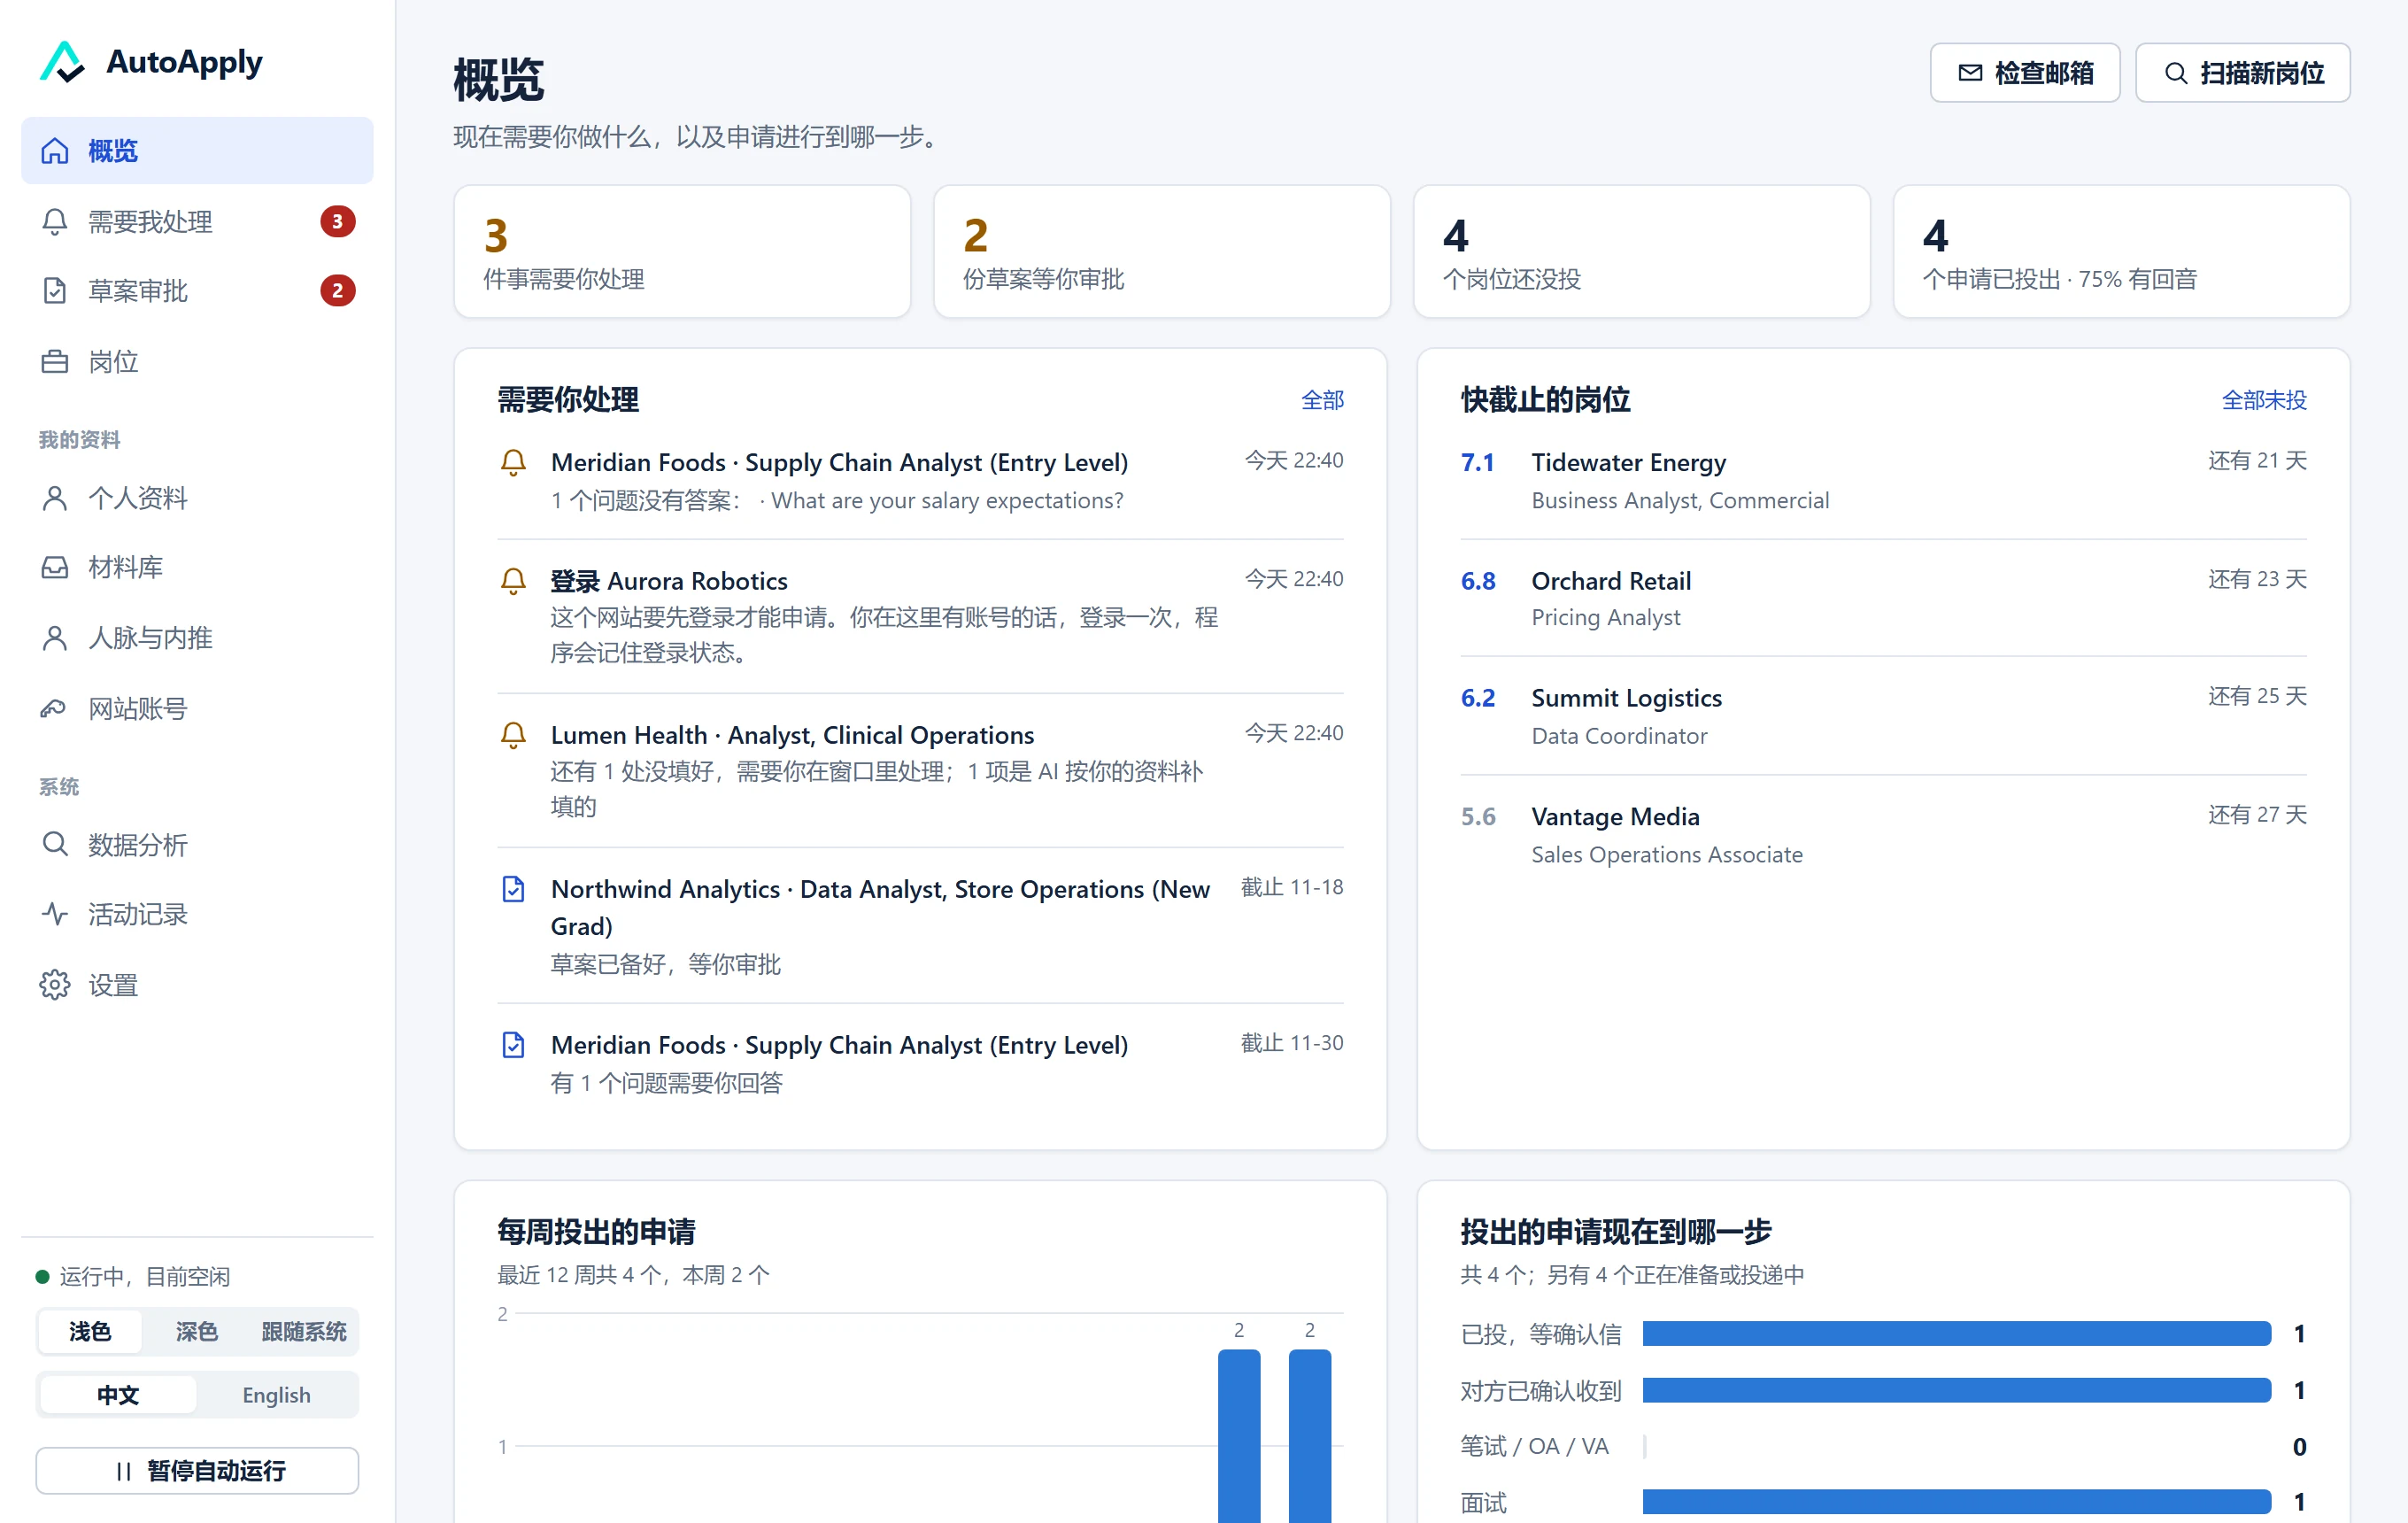 AutoApply
概览
需要我处理
3
草案审批
2
岗位
我的资料
个人资料
材料库
人脉与内推
网站账号
系统
数据分析
活动记录
设置
运行中，目前空闲
浅色 深色 跟随系统
中文 English
暂停自动运行
概览
现在需要你做什么，以及申请进行到哪一步。
检查邮箱
扫描新岗位
3
件事需要你处理
2
份草案等你审批
4
个岗位还没投
4
个申请已投出 · 75% 有回音
需要你处理
全部
Meridian Foods · Supply Chain Analyst (Entry Level)
今天 22:40
1 个问题没有答案： · What are your salary expectations?
登录 Aurora Robotics
今天 22:40
这个网站要先登录才能申请。你在这里有账号的话，登录一次，程
序会记住登录状态。
Lumen Health · Analyst, Clinical Operations
今天 22:40
还有 1 处没填好，需要你在窗口里处理；1 项是 AI 按你的资料补
填的
Northwind Analytics · Data Analyst, Store Operations (New
Grad)
截止 11-18
草案已备好，等你审批
Meridian Foods · Supply Chain Analyst (Entry Level)
截止 11-30
有 1 个问题需要你回答
快截止的岗位
全部未投
7.1
Tidewater Energy
还有 21 天
Business Analyst, Commercial
6.8
Orchard Retail
还有 23 天
Pricing Analyst
6.2
Summit Logistics
还有 25 天
Data Coordinator
5.6
Vantage Media
还有 27 天
Sales Operations Associate
每周投出的申请
最近 12 周共 4 个，本周 2 个
2
2
2
1
投出的申请现在到哪一步
共 4 个；另有 4 个正在准备或投递中
已投，等确认信
1
对方已确认收到
1
笔试 / OA / VA
0
面试
1